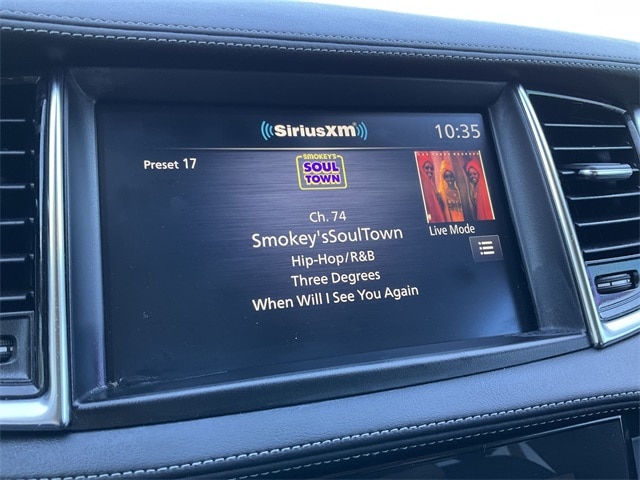 ((SiriusXM))
10:35
Preset 17
SMOKEY'S
SOUL
TOWN
Ch. 74
Live Mode
Smokey'sSoulTown
Hip-Hop/R&B
Three Degrees
When Will I See You Again